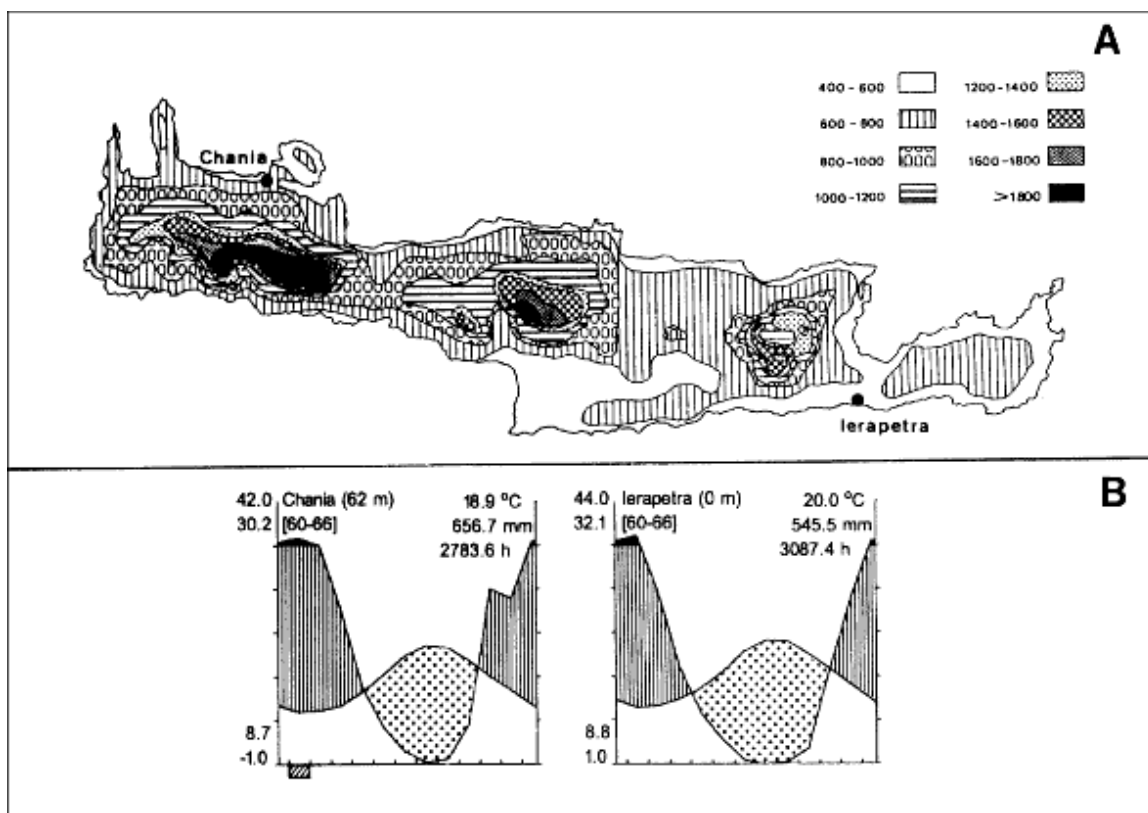 A
400 – 600
1200 – 1400
600 – 800
1400 – 1600
800 – 1000
1600 – 1800
1000 – 1200
>1800
Chania
Ierapetra
B
42.0 Chania (62 m) 18.9 °C
30.2 [60-66] 656.7 mm
2783.6 h
8.7
-1.0
44.0 Ierapetra (0 m) 20.0 °C
32.1 [60-66] 545.5 mm
3087.4 h
8.8
1.0